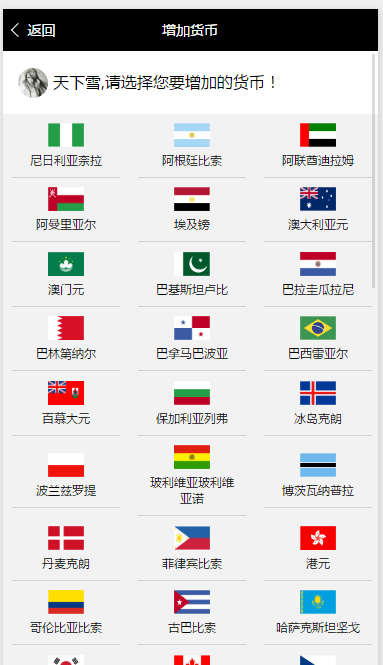 返回
增加货币
天下雪,请选择您要增加的货币！
尼日利亚奈拉
阿根廷比索
阿联酋迪拉姆
阿曼里亚尔
埃及镑
澳大利亚元
澳门元
巴基斯坦卢比
巴拉圭瓜拉尼
巴林第纳尔
巴拿马巴波亚
巴西雷亚尔
百慕大元
保加利亚列弗
冰岛克朗
波兰兹罗提
玻利维亚玻利维
亚诺
博茨瓦纳普拉
丹麦克朗
菲律宾比索
港元
哥伦比亚比索
古巴比索
哈萨克斯坦坚戈